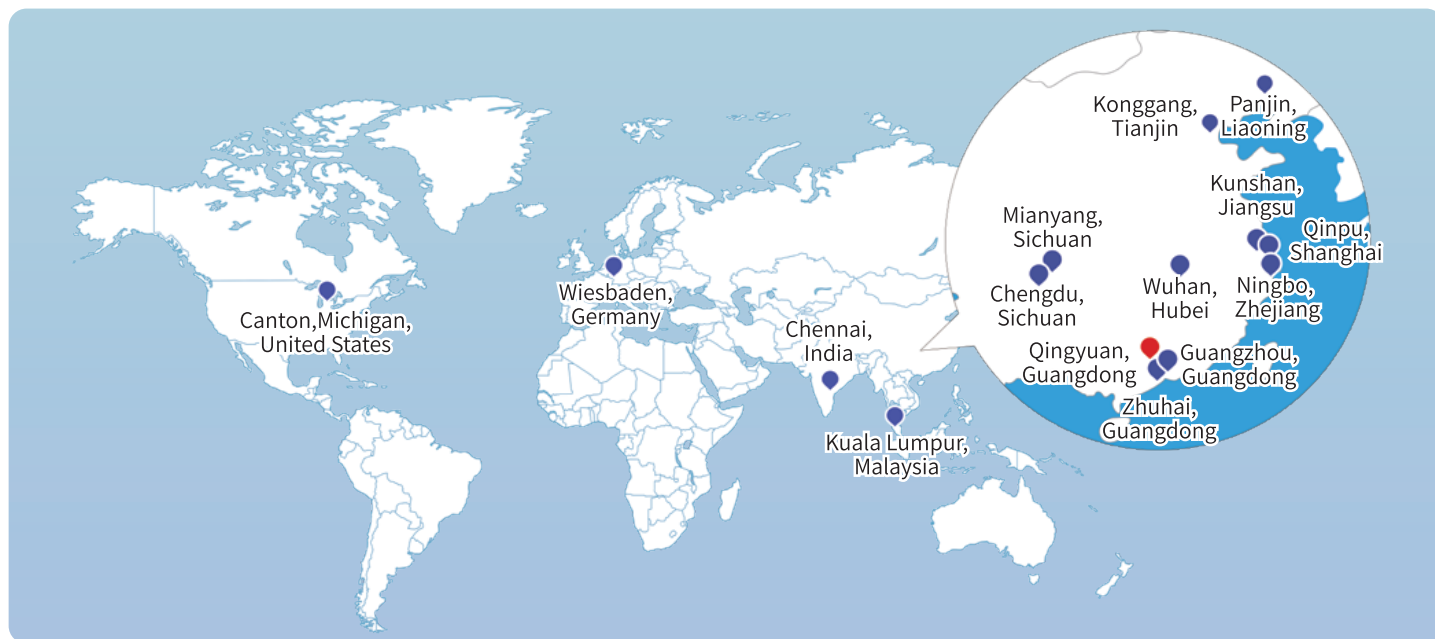 Canton,Michigan,
United States
Wiesbaden,
Germany
Chennai,
India
Kuala Lumpur,
Malaysia
Konggang,
Tianjin
Panjin,
Liaoning
Kunshan,
Jiangsu
Qinpu,
Shanghai
Mianyang,
Sichuan
Chengdu,
Sichuan
Wuhan,
Hubei
Ningbo,
Zhejiang
Qingyuan,
Guangdong
Guangzhou,
Guangdong
Zhuhai,
Guangdong